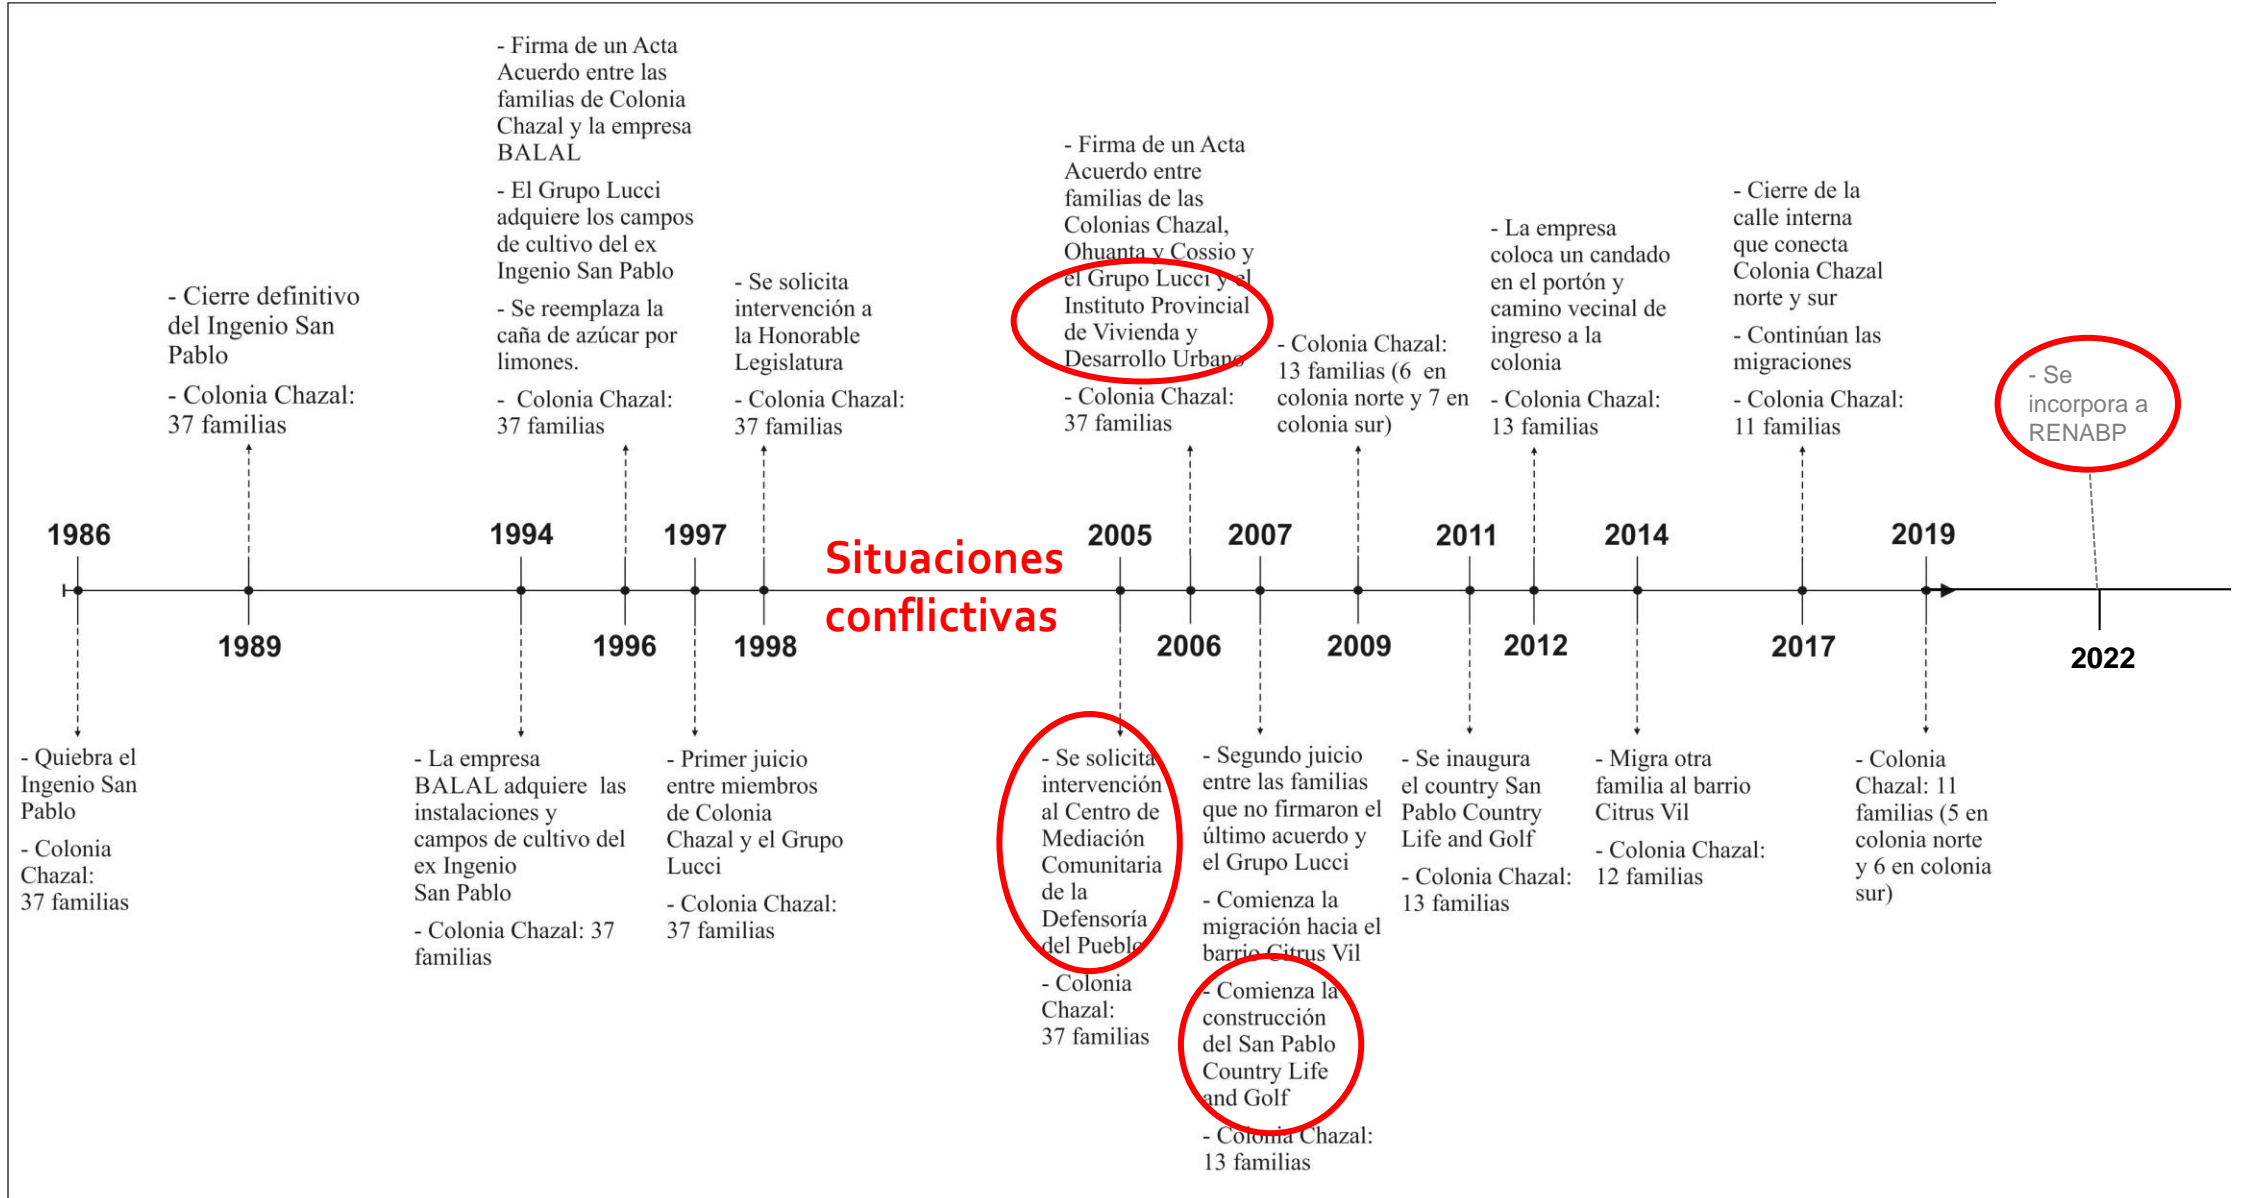 - Firma de un Acta
Acuerdo entre las
familias de Colonia
Chazal y la empresa
BALAL
- El Grupo Lucci
adquiere los campos
de cultivo del ex
Ingenio San Pablo
- Se reemplaza la
caña de azúcar por
limones.
- Colonia Chazal:
37 familias
- Cierre definitivo
del Ingenio San
Pablo
- Colonia Chazal:
37 familias
- Se solicita
intervención a
la Honorable
Legislatura
- Colonia Chazal:
37 familias
- Firma de un Acta
Acuerdo entre
familias de las
Colonias Chazal,
Ohuanta y Cossio y
el Grupo Lucci y el
Instituto Provincial
de Vivienda y
Desarrollo Urbano
- Colonia Chazal:
37 familias
- Colonia Chazal:
13 familias (6 en
colonia norte y 7 en
colonia sur)
- La empresa
coloca un candado
en el portón y
camino vecinal de
ingreso a la
colonia
- Colonia Chazal:
13 familias
- Cierre de la
calle interna
que conecta
Colonia Chazal
norte y sur
- Continúan las
migraciones
- Colonia Chazal:
11 familias
- Se
incorpora a
RENABP
1986
1994
1997
Situaciones
conflictivas
2005
2007
2011
2014
2019
1989
1996
1998
2006
2009
2012
2017
2022
- Quiebra el
Ingenio San
Pablo
- Colonia
Chazal:
37 familias
- La empresa
BALAL adquiere las
instalaciones y
campos de cultivo del
ex Ingenio
San Pablo
- Colonia Chazal: 37
familias
- Primer juicio
entre miembros
de Colonia
Chazal y el Grupo
Lucci
- Colonia Chazal:
37 familias
- Se solicita
intervención
al Centro de
Mediación
Comunitaria
de la
Defensoría
del Pueblo
- Colonia
Chazal:
37 familias
- Segundo juicio
entre las familias
que no firmaron el
último acuerdo y
el Grupo Lucci
- Comienza la
migración hacia el
barrio Citrus Vil
- Comienza la
construcción
del San Pablo
Country Life
and Golf
- Colonia Chazal:
13 familias
- Se inaugura
el country San
Pablo Country
Life and Golf
- Colonia Chazal:
13 familias
- Migra otra
familia al barrio
Citrus Vil
- Colonia Chazal:
12 familias
- Colonia
Chazal: 11
familias (5 en
colonia norte
y 6 en colonia
sur)